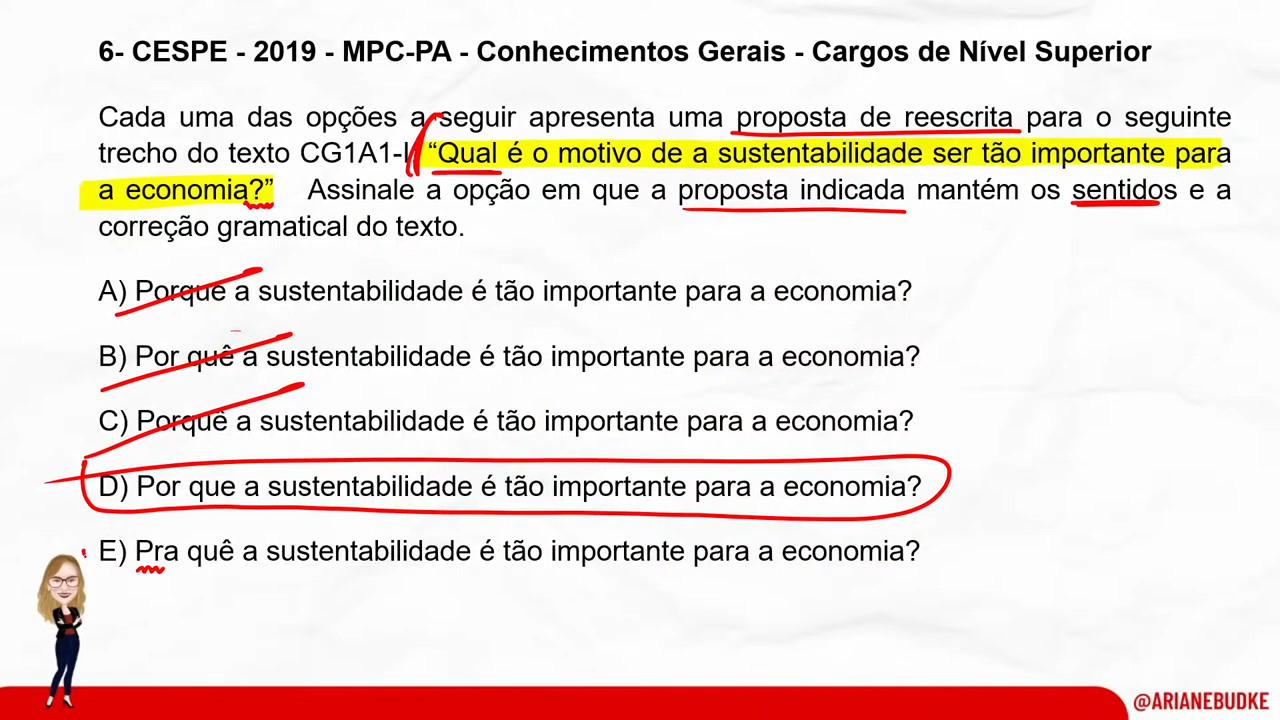 6- CESPE - 2019 - MPC-PA - Conhecimentos Gerais - Cargos de Nível Superior
Cada uma das opções a seguir apresenta uma proposta de reescrita para o seguinte
trecho do texto CG1A1-I: “Qual é o motivo de a sustentabilidade ser tão importante para
a economia?” Assinale a opção em que a proposta indicada mantém os sentidos e a
correção gramatical do texto.
A) Porque a sustentabilidade é tão importante para a economia?
B) Por quê a sustentabilidade é tão importante para a economia?
C) Porquê a sustentabilidade é tão importante para a economia?
D) Por que a sustentabilidade é tão importante para a economia?
E) Pra quê a sustentabilidade é tão importante para a economia?
@ARIANEBUDKE